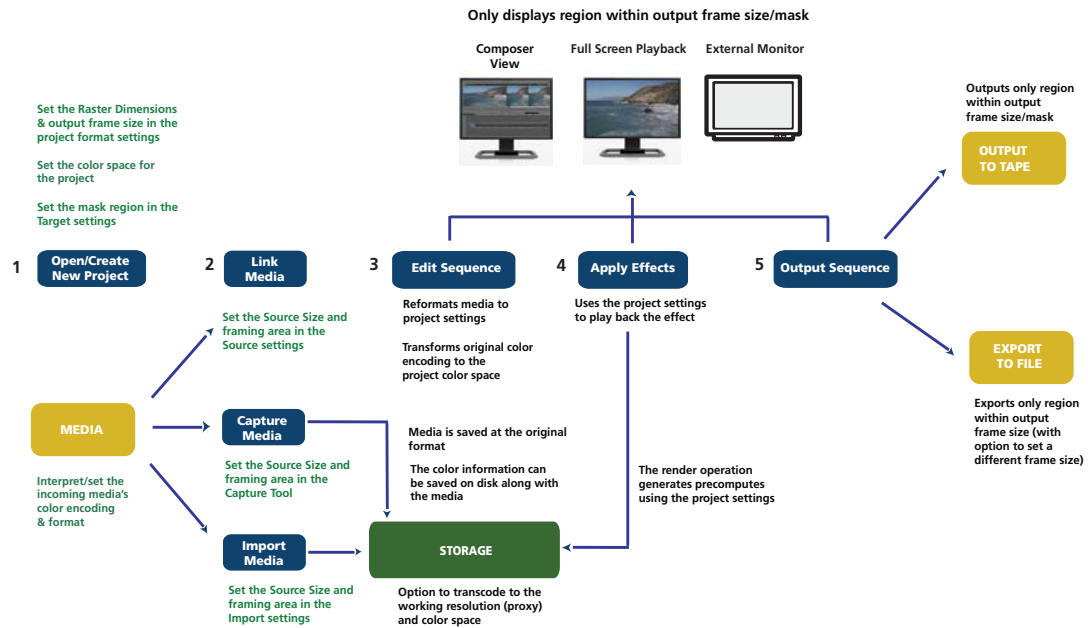 Only displays region within output frame size/mask
Composer
View
Full Screen Playback
External Monitor
Set the Raster Dimensions
& output frame size in the
project format settings
Set the color space for
the project
Set the mask region in the
Target settings
Outputs only region
within output
frame size/mask
OUTPUT
TO TAPE
1
Open/Create
New Project
2
Link
Media
3
Edit Sequence
4
Apply Effects
5
Output Sequence
Set the Source Size and
framing area in the
Source settings
Reformats media to
project settings
Transforms original color
encoding to the
project color space
Uses the project settings
to play back the effect
EXPORT
TO FILE
Exports only region
within output
frame size (with
option to set a
different frame size)
MEDIA
Interpret/set the
incoming media's
color encoding
& format
Capture
Media
Set the Source Size and
framing area in the
Capture Tool
Media is saved at the original
format
The color information can
be saved on disk along with
the media
The render operation
generates precomputes
using the project settings
Import
Media
Set the Source Size and
framing area in the
Import settings
STORAGE
Option to transcode to the
working resolution (proxy)
and color space